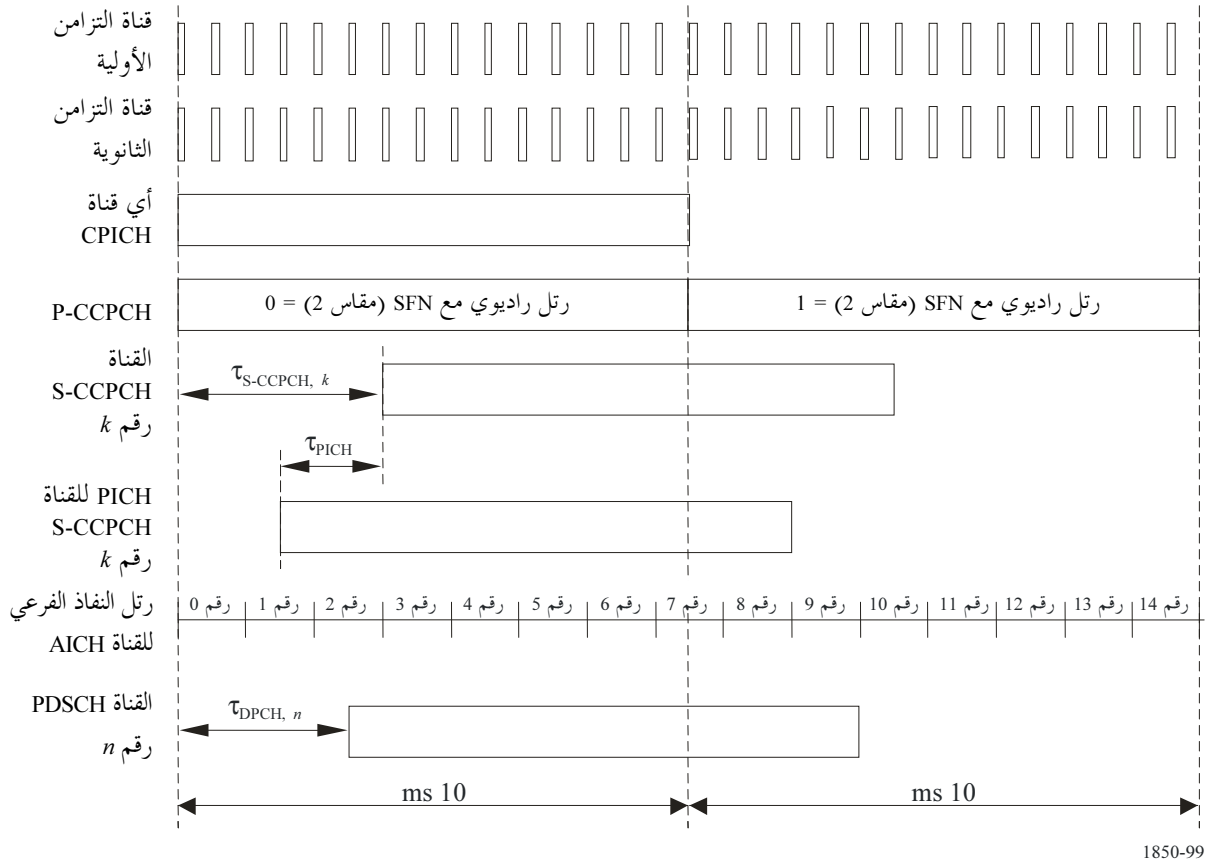 قناة التزامن
الأولية
قناة التزامن
الثانوية
أي قناة
CPICH
P-CCPCH
رتل راديوي مع SFN (مقاس 2) = 0
رتل راديوي مع SFN (مقاس 2) = 1
القناة
S-CCPCH
رقم k
τS-CCPCH, k
τPICH
PICH للقناة
S-CCPCH
رقم k
رتل النفاذ الفرعي
للقناة AICH
رقم 0
رقم 1
رقم 2
رقم 3
رقم 4
رقم 5
رقم 6
رقم 7
رقم 8
رقم 9
رقم 10
رقم 11
رقم 12
رقم 13
رقم 14
القناة PDSCH
رقم n
τDPCH, n
ms 10
ms 10
1850-99